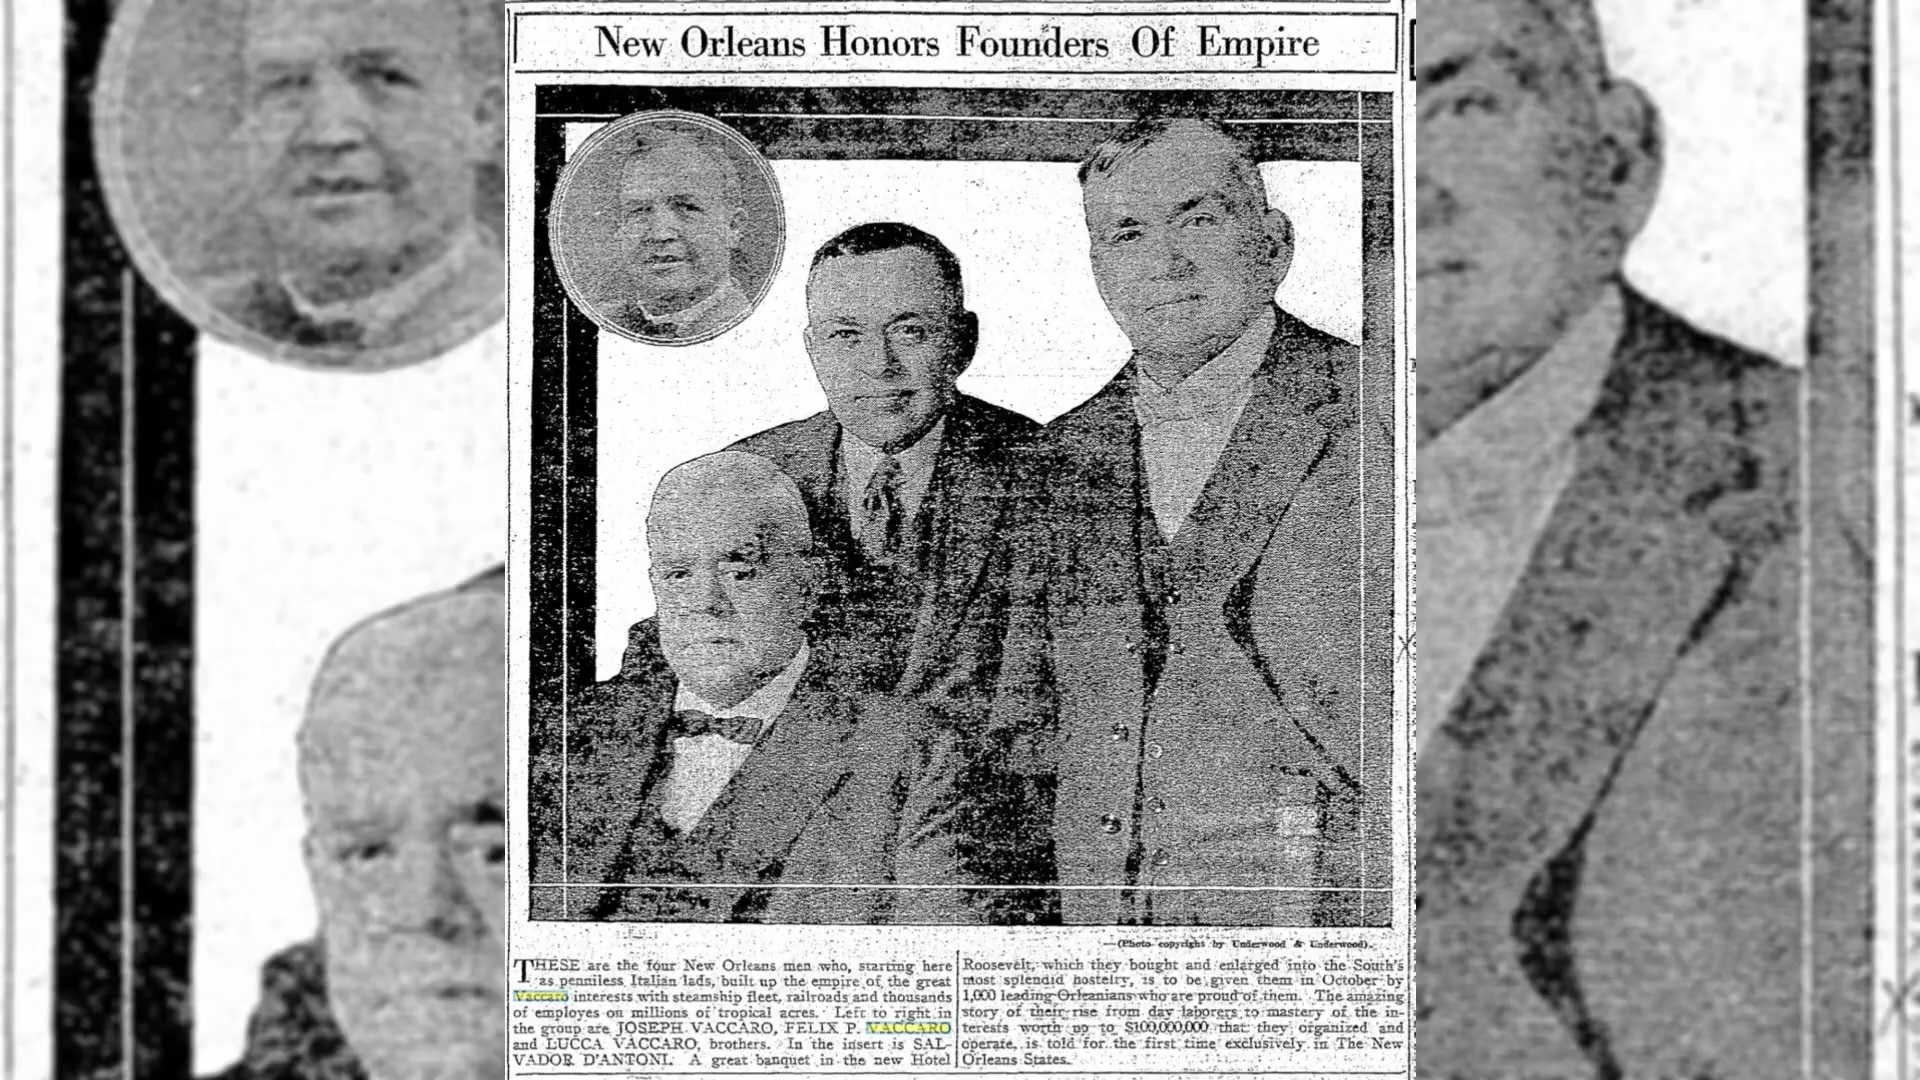 New Orleans Honors Founders Of Empire
—(Photo copyright by Underwood & Underwood).
THESE are the four New Orleans men who, starting here
as penniless Italian lads, built up the empire of the great
Vaccaro interests with steamship fleet, railroads and thousands
of employes on millions of tropical acres. Left to right in
the group are JOSEPH VACCARO, FELIX P. VACCARO
and LUCCA VACCARO, brothers. In the insert is SAL-
VADOR D'ANTONI. A great banquet in the new Hotel
Roosevelt, which they bought and enlarged into the South's
most splendid hostelry, is to be given them in October by
1,000 leading Orleanians who are proud of them. The amazing
story of their rise from day laborers to mastery of the in-
terests worth up to $100,000,000 that they organized and
operate, is told for the first time exclusively in The New
Orleans States.